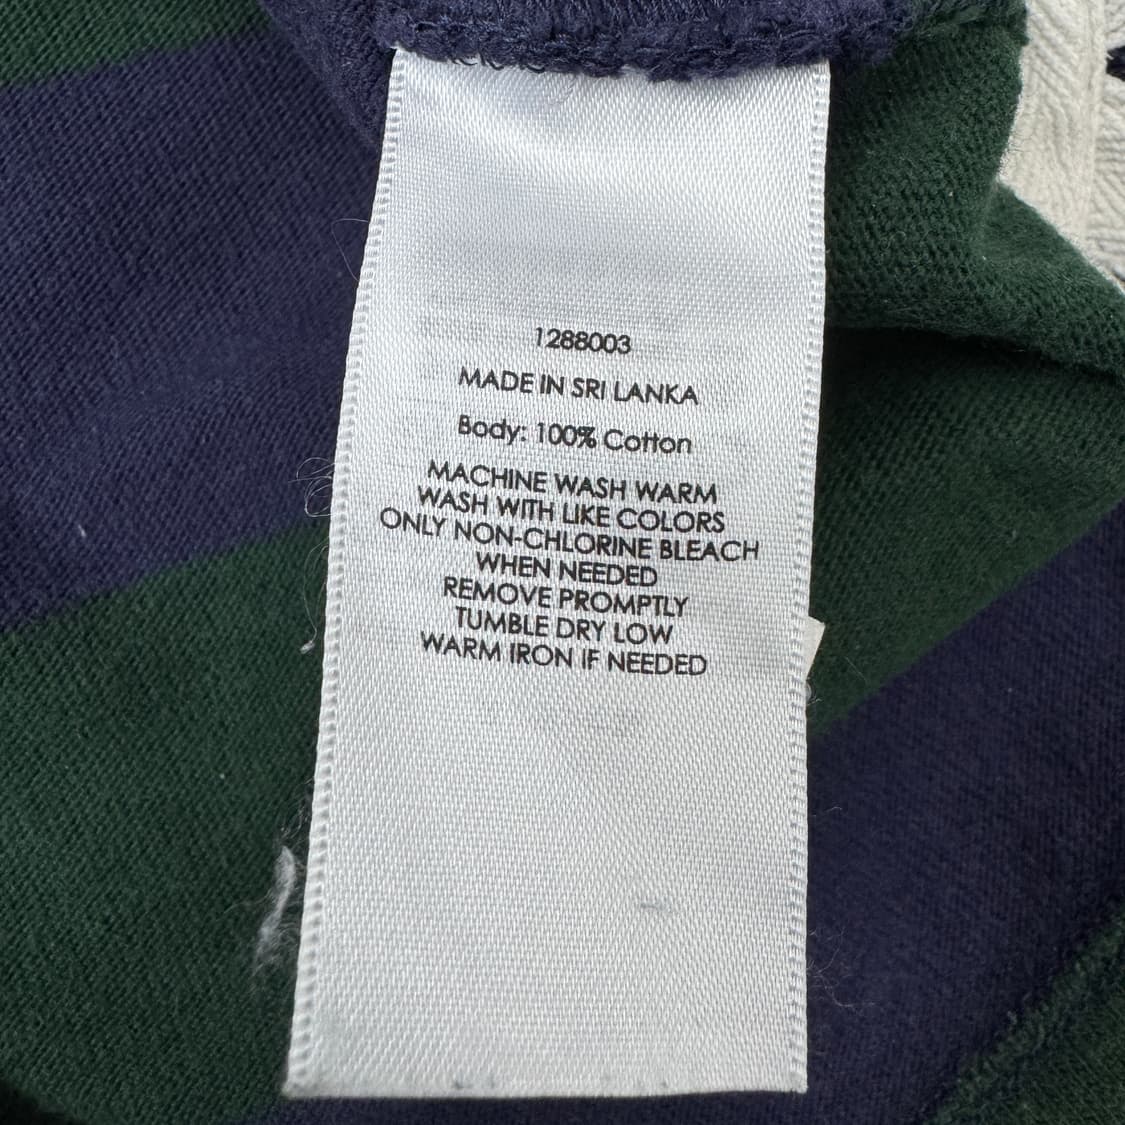 1288003
MADE IN SRI LANKA
Body: 100% Cotton
MACHINE WASH WARM
WASH WITH LIKE COLORS
ONLY NON-CHLORINE BLEACH
WHEN NEEDED
REMOVE PROMPTLY
TUMBLE DRY LOW
WARM IRON IF NEEDED